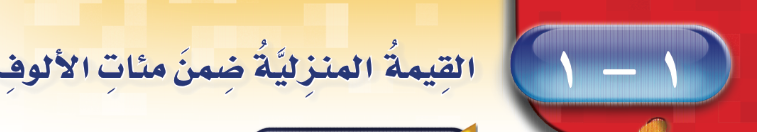 ١ - ١
القِيمةُ المنزِليَّةُ ضِمنَ مئاتِ الألوفِ